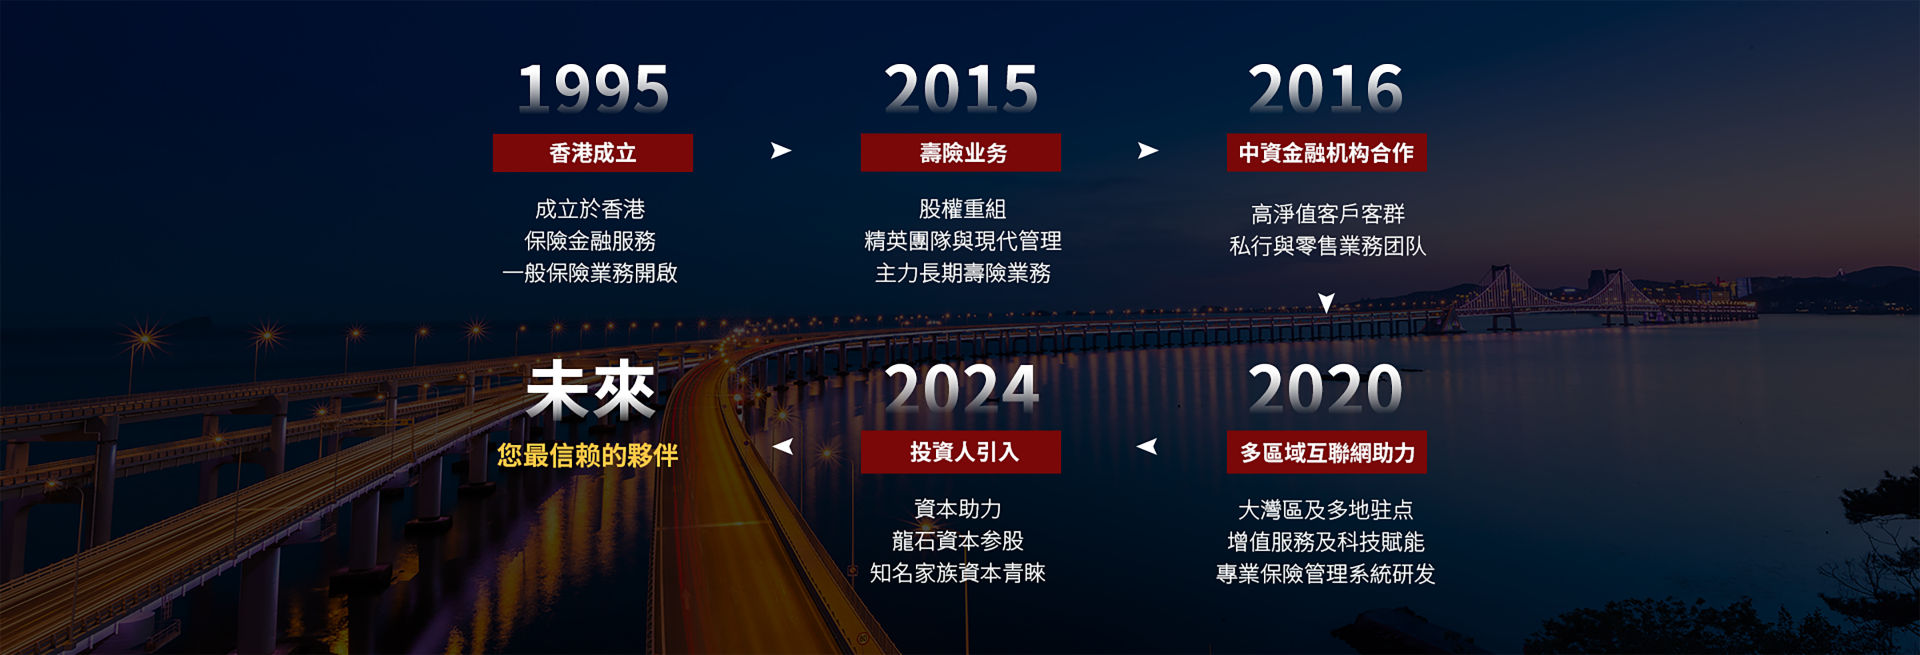 1995
香港成立
成立於香港
保險金融服務
一般保險業務開啟
2015
壽險业务
股權重組
精英團隊與現代管理
主力長期壽險業務
2016
中資金融机构合作
高淨值客戶客群
私行與零售業務团队
2020
多區域互聯網助力
大灣區及多地驻点
增值服務及科技賦能
專業保險管理系統研发
2024
投資人引入
資本助力
龍石資本参股
知名家族資本青睞
未來
您最信赖的夥伴